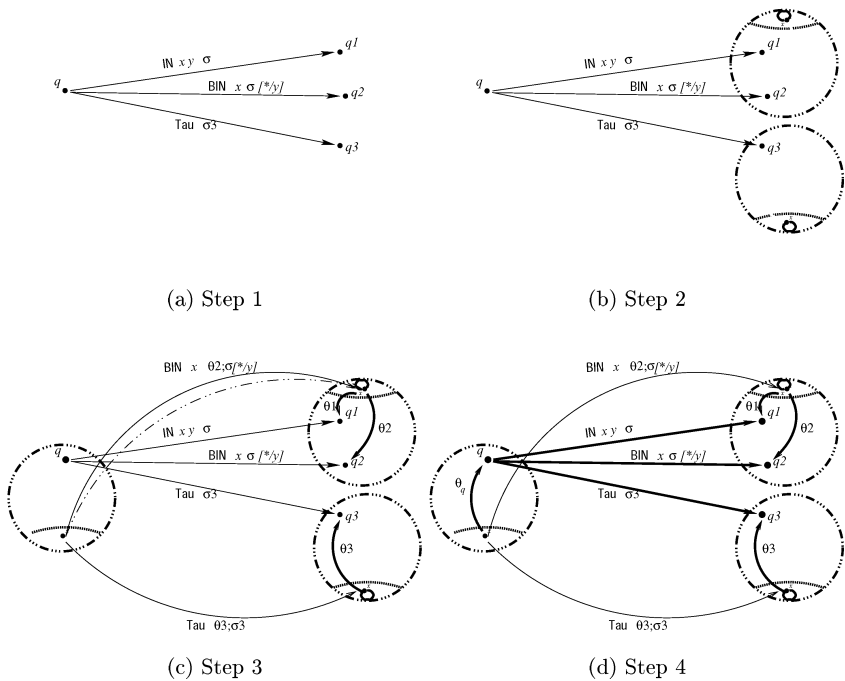 q
IN x y σ
q1
BIN x σ [*/y]
q2
Tau σ3
q3
(a) Step 1
q
IN x y σ
q1
BIN x σ [*/y]
q2
Tau σ3
q3
(b) Step 2
BIN x θ2;σ[*/y]
θ1
q1
θ2
IN x y σ
q
BIN x σ [*/y]
q2
Tau σ3
q3
θ3
Tau θ3;σ3
(c) Step 3
BIN x θ2;σ[*/y]
θ1
q1
θ2
IN x y σ
q
BIN x σ [*/y]
q2
θq
Tau σ3
q3
θ3
Tau θ3;σ3
(d) Step 4